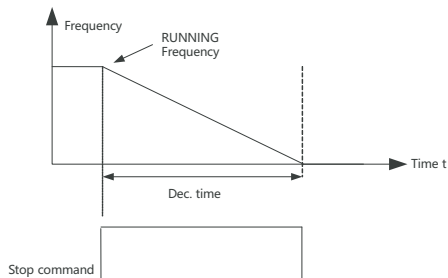 Frequency
RUNNING
Frequency
Time t
Dec. time
Stop command